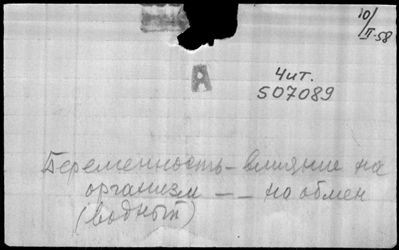 10/
II-58
А
Чит.
507089
Беременность - влияние на
организм - - на обмен
(водный)